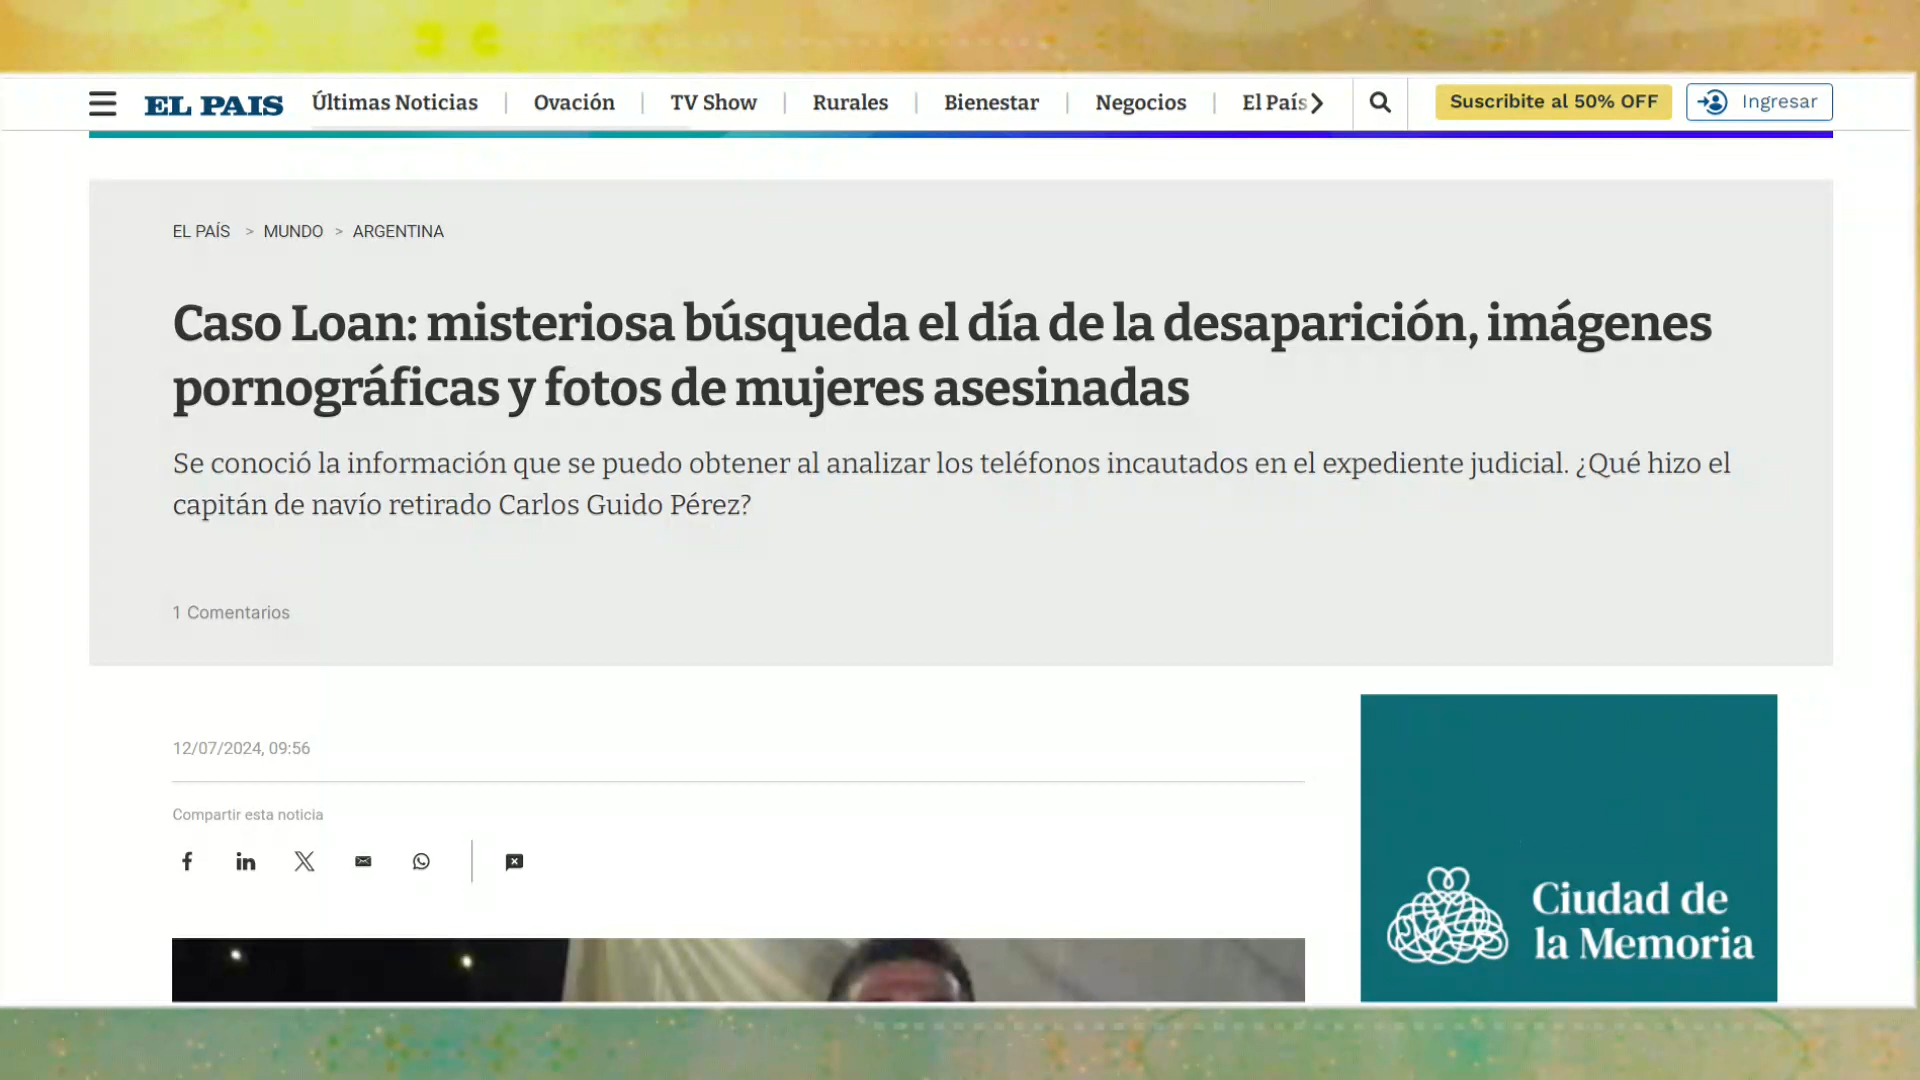 EL PAIS
Últimas Noticias
Ovación
TV Show
Rurales
Bienestar
Negocios
El País
Suscribite al 50% OFF
Ingresar
EL PAÍS > MUNDO > ARGENTINA
Caso Loan: misteriosa búsqueda el día de la desaparición, imágenes
pornográficas y fotos de mujeres asesinadas
Se conoció la información que se puedo obtener al analizar los teléfonos incautados en el expediente judicial. ¿Qué hizo el
capitán de navío retirado Carlos Guido Pérez?
1 Comentarios
12/07/2024, 09:56
Compartir esta noticia
Ciudad de
la Memoria